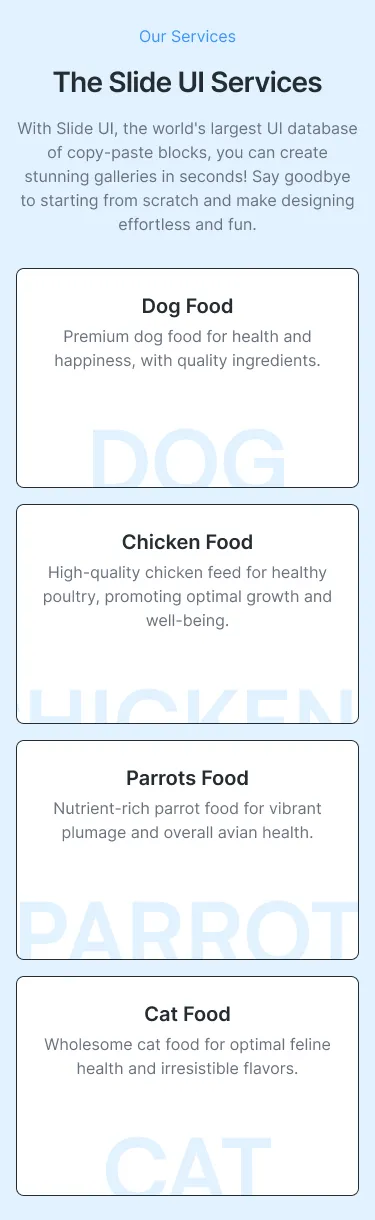 Our Services
The Slide UI Services
With Slide UI, the world's largest UI database
of copy-paste blocks, you can create
stunning galleries in seconds! Say goodbye
to starting from scratch and make designing
effortless and fun.
Dog Food
Premium dog food for health and
happiness, with quality ingredients.
DOG
Chicken Food
High-quality chicken feed for healthy
poultry, promoting optimal growth and
well-being.
HICKEN
Parrots Food
Nutrient-rich parrot food for vibrant
plumage and overall avian health.
PARROT
Cat Food
Wholesome cat food for optimal feline
health and irresistible flavors.
CAT